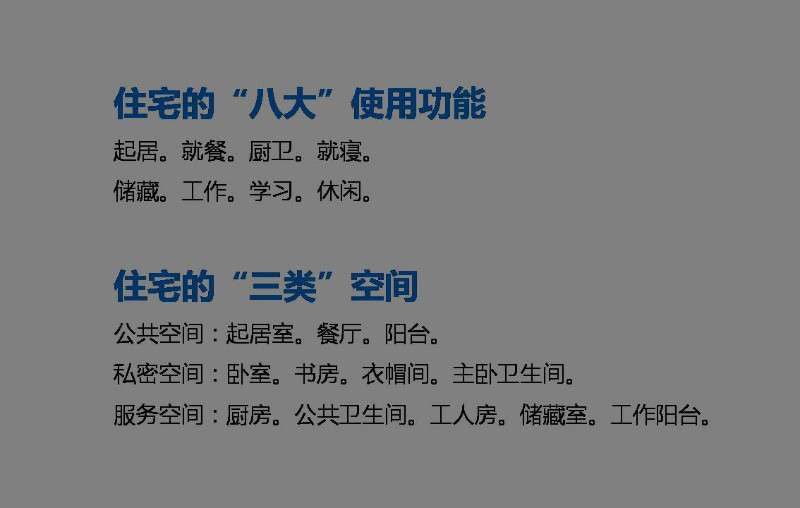 住宅的“八大”使用功能
起居。就餐。厨卫。就寝。
储藏。工作。学习。休闲。
住宅的“三类”空间
公共空间：起居室。餐厅。阳台。
私密空间：卧室。书房。衣帽间。主卧卫生间。
服务空间：厨房。公共卫生间。工人房。储藏室。工作阳台。